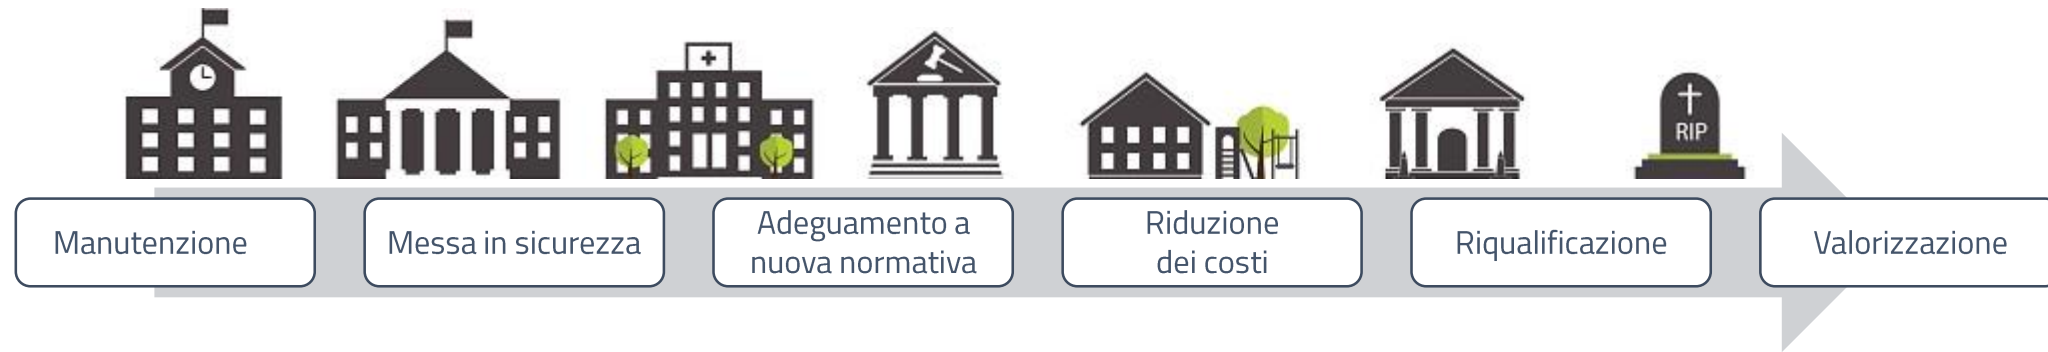 RIP
Manutenzione
Messa in sicurezza
Adeguamento a
nuova normativa
Riduzione
dei costi
Riqualificazione
Valorizzazione